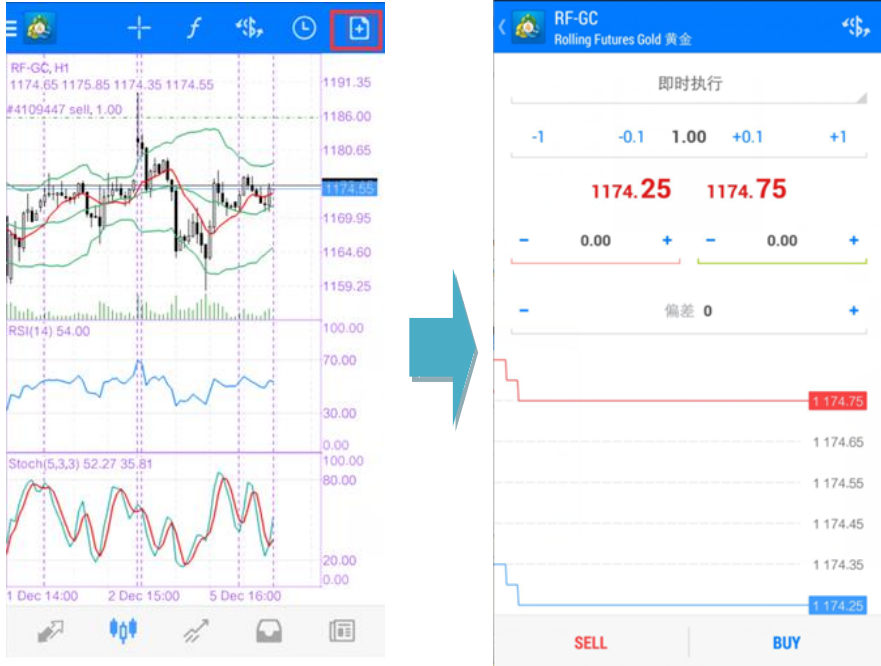 RF-GC, H1
1174.65 1175.85 1174.35 1174.55
#4109447 sell, 1.00
1191.35
1186.00
1180.65
1174.55
1169.95
1164.60
1159.25
RSI(14) 54.00
100.00
70.00
30.00
0.00
Stoch(5,3,3) 52.27 35.81
100.00
80.00
20.00
0.00
1 Dec 14:00 2 Dec 15:00 5 Dec 16:00
RF-GC
Rolling Futures Gold 黄金
即时执行
-1 -0.1 1.00 +0.1 +1
1174.25 1174.75
− 0.00 + − 0.00 +
− 偏差 0 +
1 174.75
1 174.65
1 174.55
1 174.45
1 174.35
1 174.25
SELL BUY